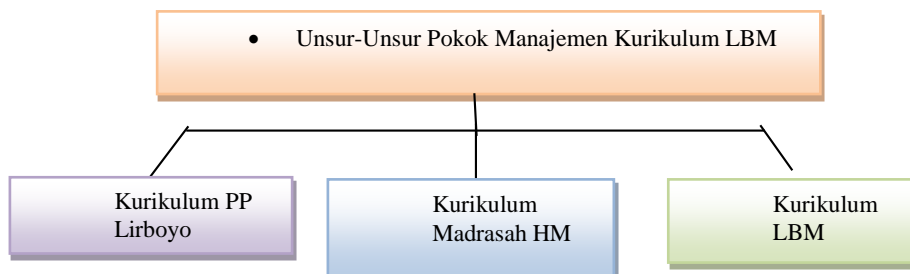 • Unsur-Unsur Pokok Manajemen Kurikulum LBM
Kurikulum PP
Lirboyo
Kurikulum
Madrasah HM
Kurikulum
LBM